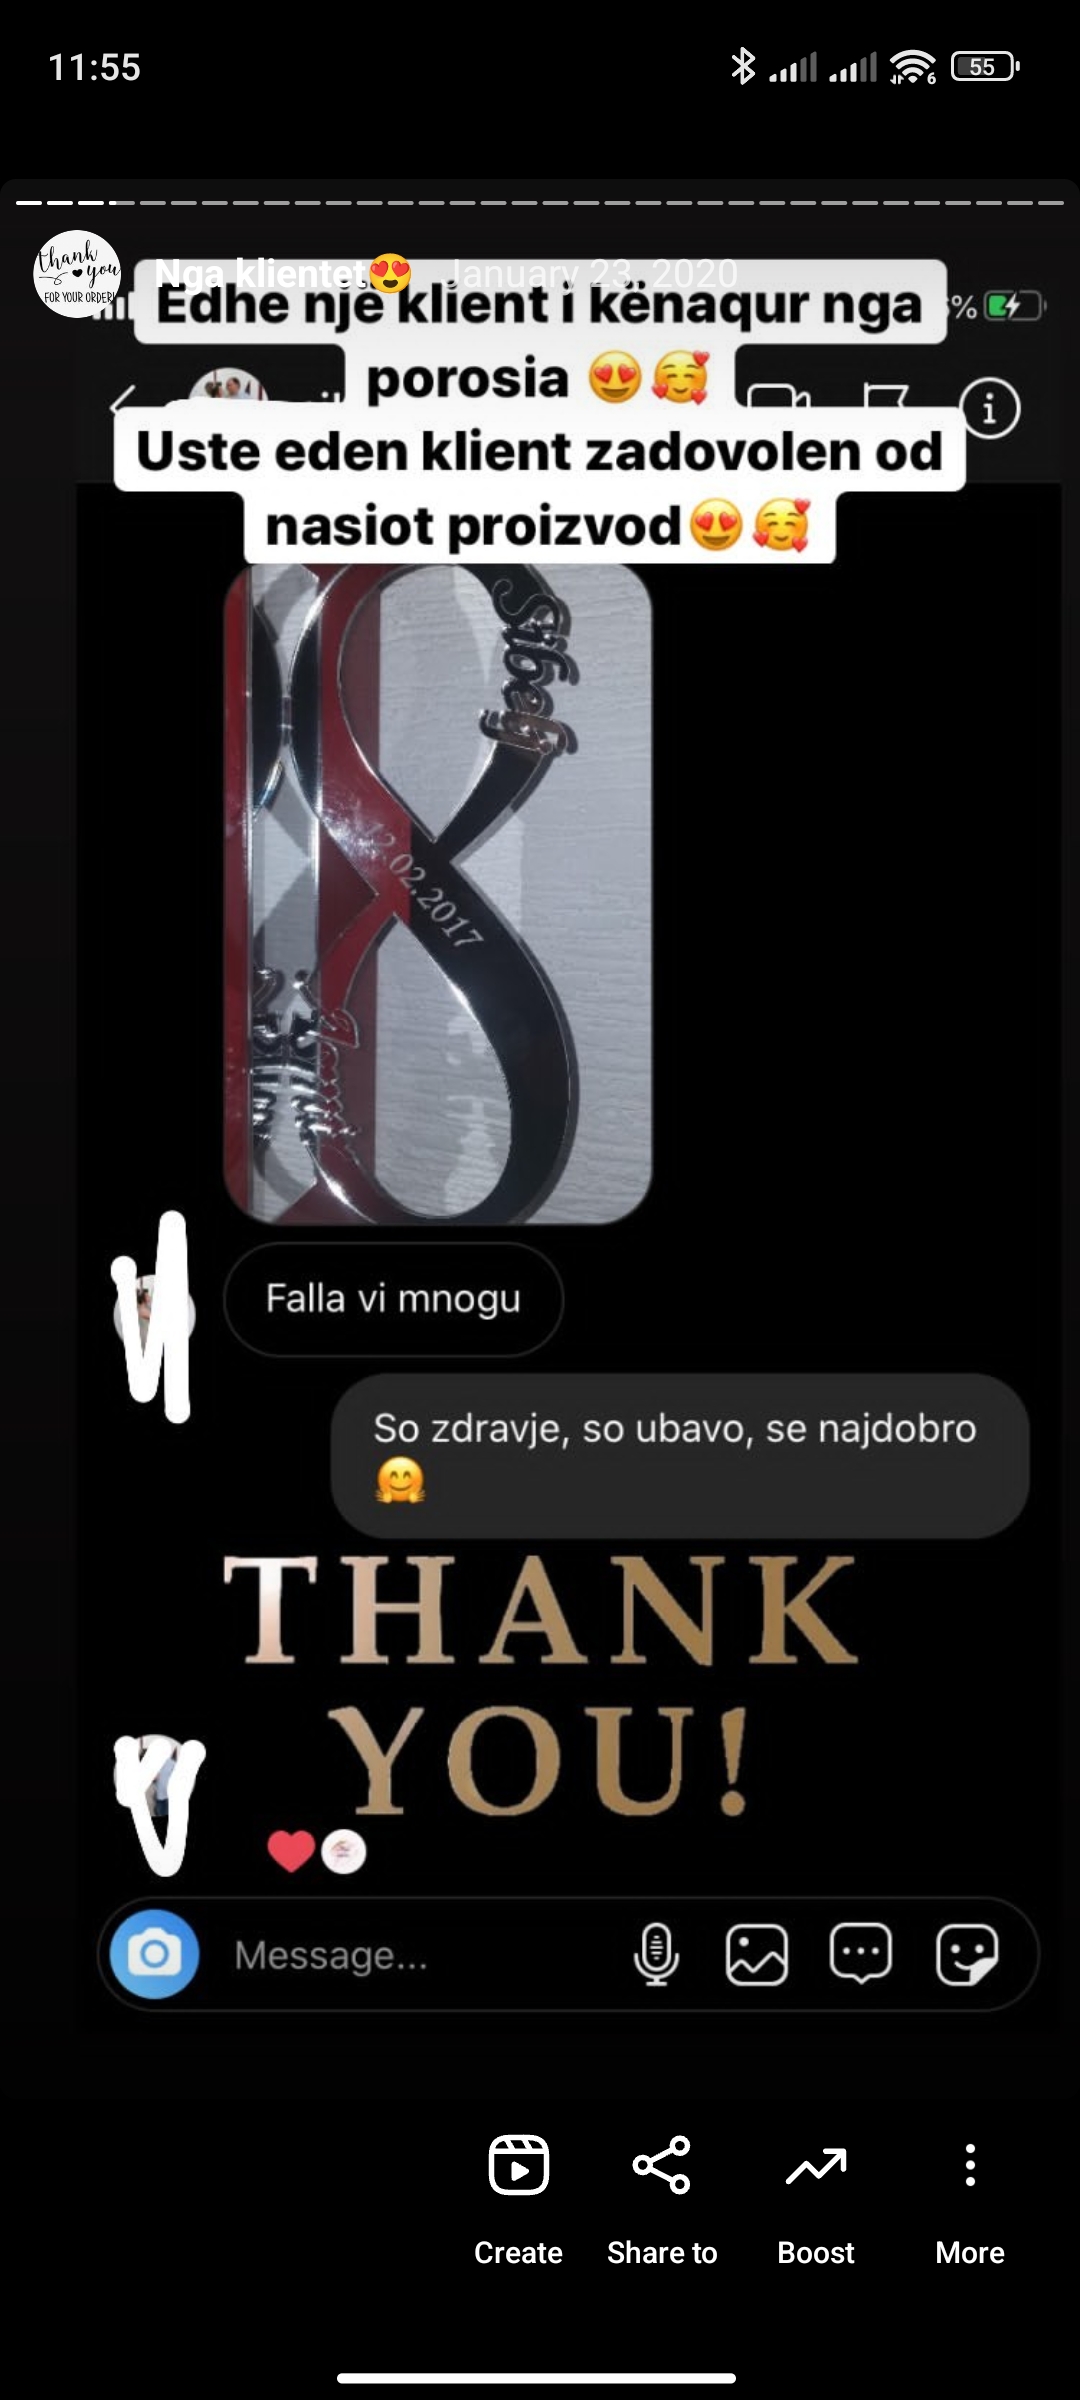 11:55
55
thank
you
FOR YOUR ORDER!
Nga klientet😍 January 23, 2020
Edhe një klient i kënaqur nga
%
porosia 😍🥰
Uste eden klient zadovolen od
nasiot proizvod😍🥰
Sibelj
12.02.2017
Falla vi mnogu
So zdravje, so ubavo, se najdobro
🤗
THANK
YOU!
Message...
Create
Share to
Boost
More